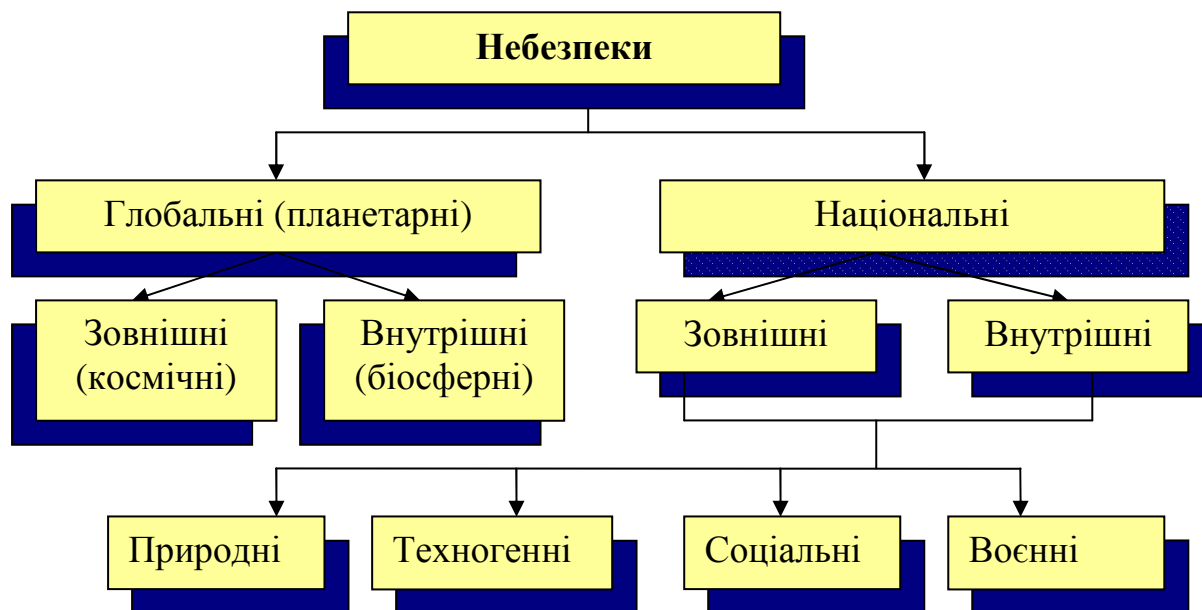 Небезпеки
Глобальні (планетарні)
Національні
Зовнішні
(космічні)
Внутрішні
(біосферні)
Зовнішні
Внутрішні
Природні
Техногенні
Соціальні
Воєнні